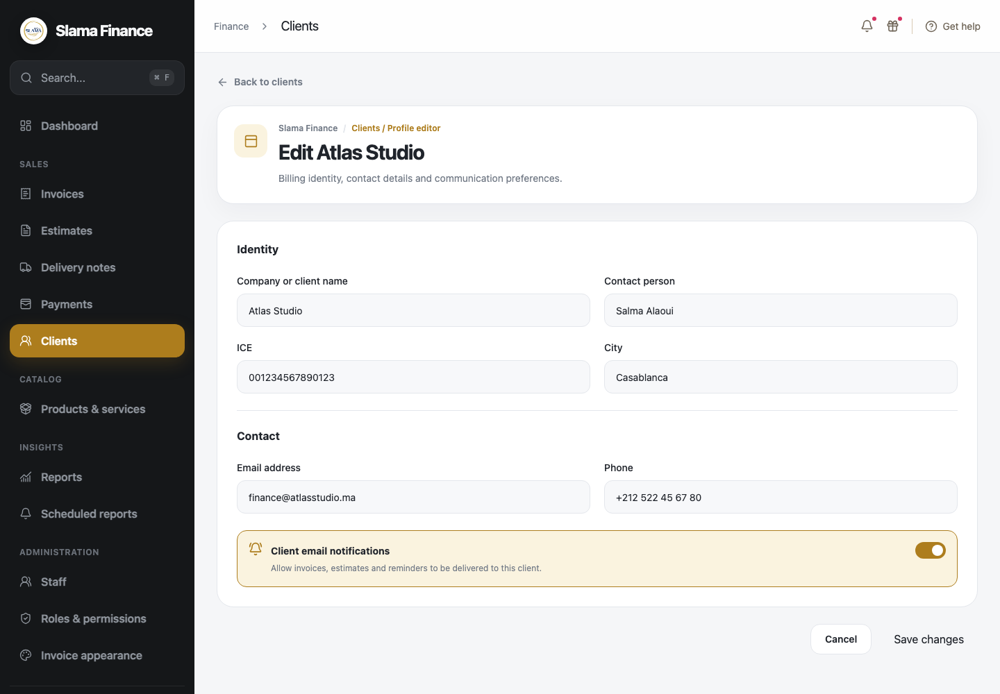 SLAMA
Slama Finance
Search...
⌘ F
Dashboard
SALES
Invoices
Estimates
Delivery notes
Payments
Clients
CATALOG
Products & services
INSIGHTS
Reports
Scheduled reports
ADMINISTRATION
Staff
Roles & permissions
Invoice appearance
Finance > Clients
Get help
Back to clients
Slama Finance / Clients / Profile editor
Edit Atlas Studio
Billing identity, contact details and communication preferences.
Identity
Company or client name
Atlas Studio
Contact person
Salma Alaoui
ICE
001234567890123
City
Casablanca
Contact
Email address
finance@atlasstudio.ma
Phone
+212 522 45 67 80
Client email notifications
Allow invoices, estimates and reminders to be delivered to this client.
Cancel
Save changes